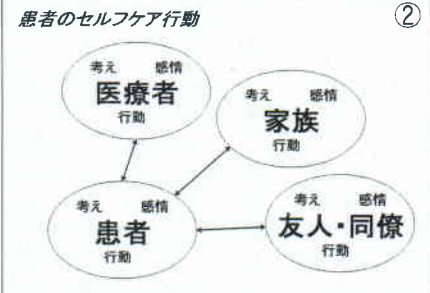 患者のセルフケア行動 ②
考え 感情
医療者
行動
考え 感情
家族
行動
考え 感情
患者
行動
考え 感情
友人・同僚
行動